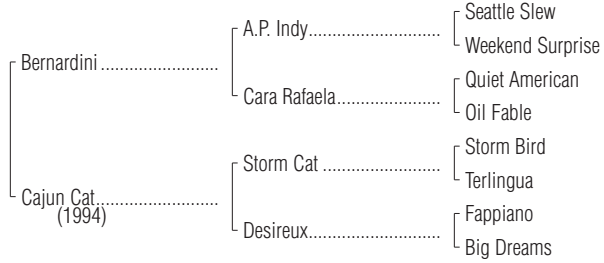 Seattle Slew
A.P. Indy..............................
Weekend Surprise
Bernardini ...........................
Quiet American
Cara Rafaela........................
Oil Fable
Storm Bird
Storm Cat ...........................
Terlingua
Cajun Cat............................
(1994)
Fappiano
Desireux..............................
Big Dreams